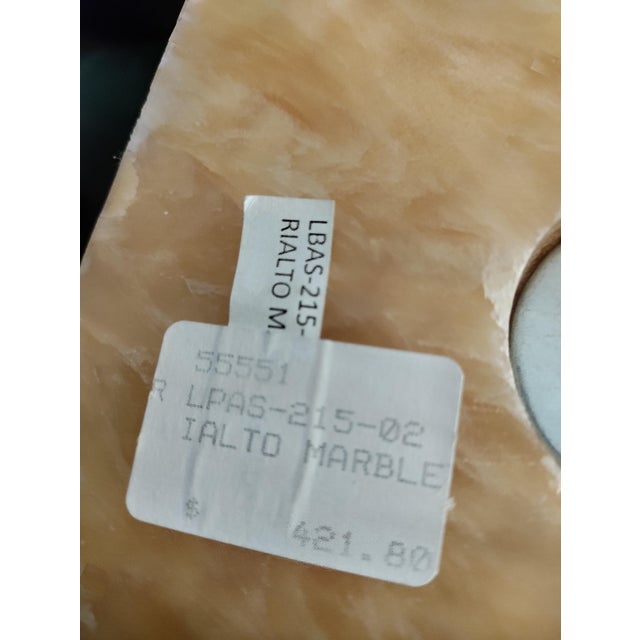 LBAS-215-
RIALTO M
55551
R LPAS-215-02
IALTO MARBLE
$ 421.80